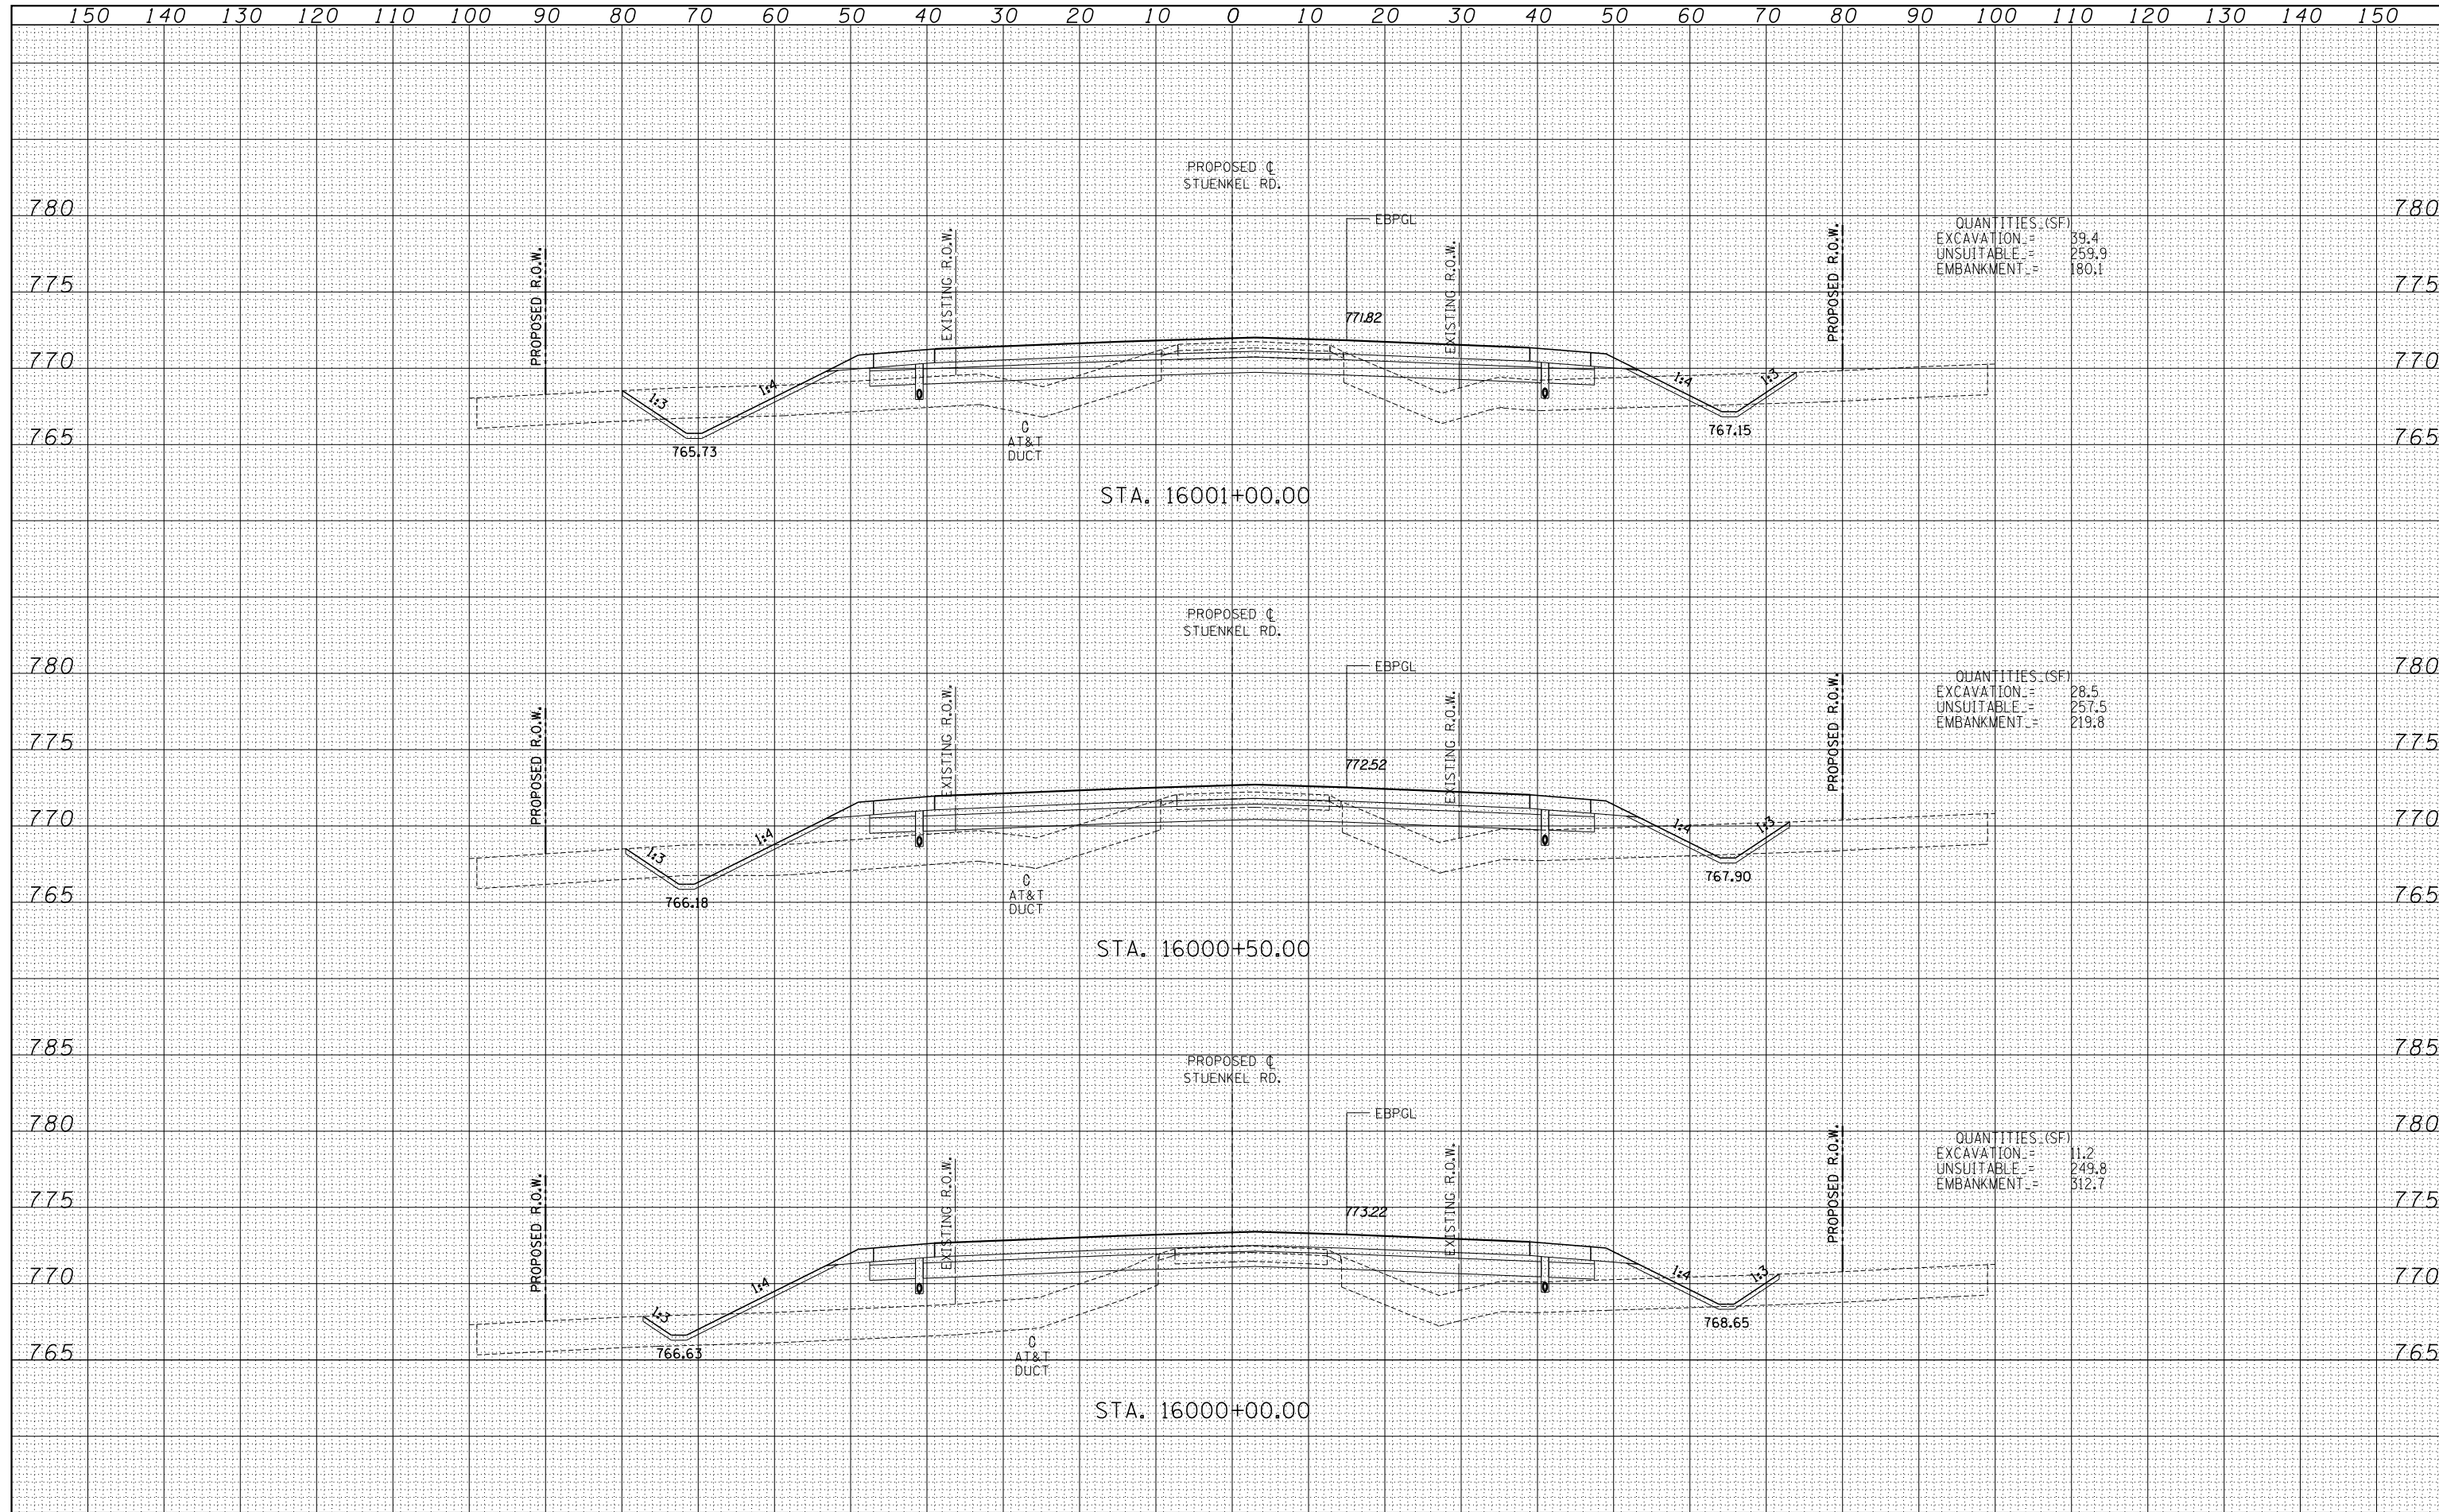 150 140 130 120 110 100 90 80 70 60 50 40 30 20 10 0 10 20 30 40 50 60 70 80 90 100 110 120 130 140 150
PROPOSED ℄
STUENKEL RD.
780 780
EBPGL
QUANTITIES (SF)
EXCAVATION = 39.4
UNSUITABLE = 259.9
EMBANKMENT = 180.1
PROPOSED R.O.W.
EXISTING R.O.W.
EXISTING R.O.W.
PROPOSED R.O.W.
775 775
771.82
770 770
1:3
1:4
1:4
1:3
765 765
765.73
AT&T
DUCT
767.15
STA. 16001+00.00
PROPOSED ℄
STUENKEL RD.
780 780
EBPGL
QUANTITIES (SF)
EXCAVATION = 28.5
UNSUITABLE = 257.5
EMBANKMENT = 219.8
PROPOSED R.O.W.
EXISTING R.O.W.
EXISTING R.O.W.
PROPOSED R.O.W.
775 775
772.52
770 770
1:3
1:4
1:4
1:3
765 765
766.18
AT&T
DUCT
767.90
STA. 16000+50.00
785 785
PROPOSED ℄
STUENKEL RD.
780 780
EBPGL
QUANTITIES (SF)
EXCAVATION = 11.2
UNSUITABLE = 249.8
EMBANKMENT = 312.7
PROPOSED R.O.W.
EXISTING R.O.W.
EXISTING R.O.W.
PROPOSED R.O.W.
775 775
773.22
770 770
1:3
1:4
1:4
1:3
765 765
766.63
AT&T
DUCT
768.65
STA. 16000+00.00